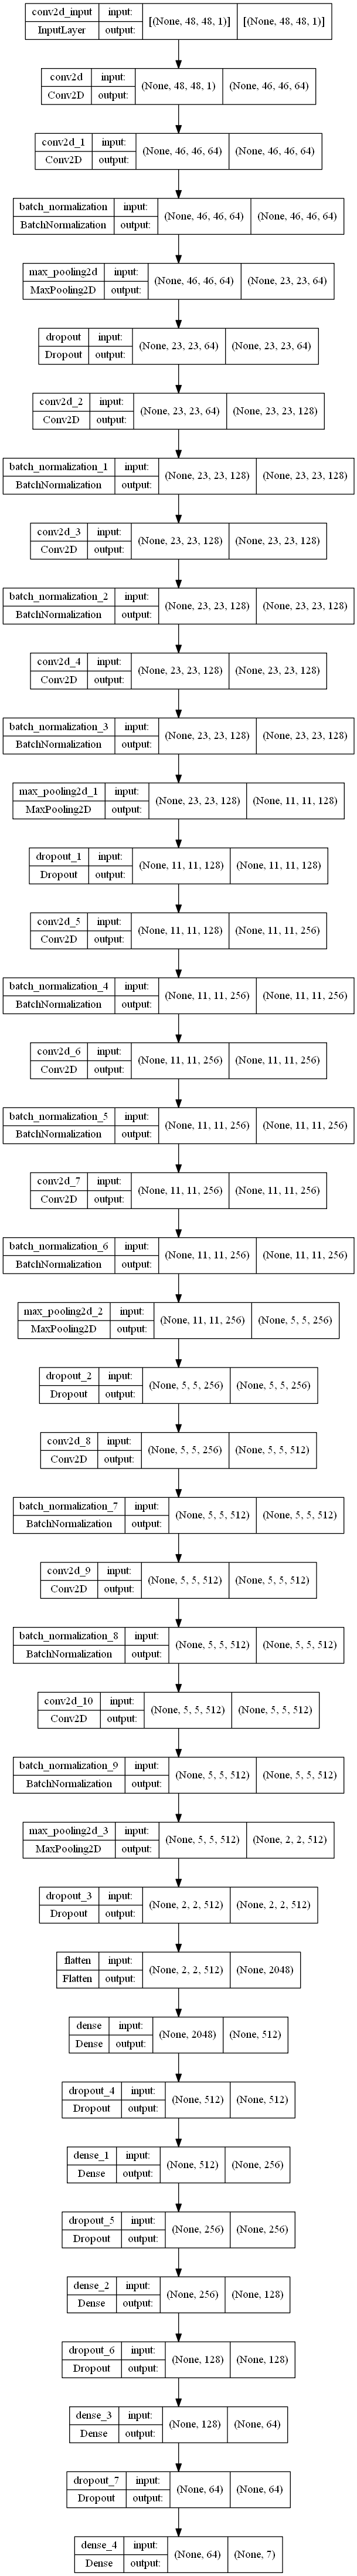 conv2d_input input: [(None, 48, 48, 1)] [(None, 48, 48, 1)]
InputLayer output:
conv2d input: (None, 48, 48, 1) (None, 46, 46, 64)
Conv2D output:
conv2d_1 input: (None, 46, 46, 64) (None, 46, 46, 64)
Conv2D output:
batch_normalization input: (None, 46, 46, 64) (None, 46, 46, 64)
BatchNormalization output:
max_pooling2d input: (None, 46, 46, 64) (None, 23, 23, 64)
MaxPooling2D output:
dropout input: (None, 23, 23, 64) (None, 23, 23, 64)
Dropout output:
conv2d_2 input: (None, 23, 23, 64) (None, 23, 23, 128)
Conv2D output:
batch_normalization_1 input: (None, 23, 23, 128) (None, 23, 23, 128)
BatchNormalization output:
conv2d_3 input: (None, 23, 23, 128) (None, 23, 23, 128)
Conv2D output:
batch_normalization_2 input: (None, 23, 23, 128) (None, 23, 23, 128)
BatchNormalization output:
conv2d_4 input: (None, 23, 23, 128) (None, 23, 23, 128)
Conv2D output:
batch_normalization_3 input: (None, 23, 23, 128) (None, 23, 23, 128)
BatchNormalization output:
max_pooling2d_1 input: (None, 23, 23, 128) (None, 11, 11, 128)
MaxPooling2D output:
dropout_1 input: (None, 11, 11, 128) (None, 11, 11, 128)
Dropout output:
conv2d_5 input: (None, 11, 11, 128) (None, 11, 11, 256)
Conv2D output:
batch_normalization_4 input: (None, 11, 11, 256) (None, 11, 11, 256)
BatchNormalization output:
conv2d_6 input: (None, 11, 11, 256) (None, 11, 11, 256)
Conv2D output:
batch_normalization_5 input: (None, 11, 11, 256) (None, 11, 11, 256)
BatchNormalization output:
conv2d_7 input: (None, 11, 11, 256) (None, 11, 11, 256)
Conv2D output:
batch_normalization_6 input: (None, 11, 11, 256) (None, 11, 11, 256)
BatchNormalization output:
max_pooling2d_2 input: (None, 11, 11, 256) (None, 5, 5, 256)
MaxPooling2D output:
dropout_2 input: (None, 5, 5, 256) (None, 5, 5, 256)
Dropout output:
conv2d_8 input: (None, 5, 5, 256) (None, 5, 5, 512)
Conv2D output:
batch_normalization_7 input: (None, 5, 5, 512) (None, 5, 5, 512)
BatchNormalization output:
conv2d_9 input: (None, 5, 5, 512) (None, 5, 5, 512)
Conv2D output:
batch_normalization_8 input: (None, 5, 5, 512) (None, 5, 5, 512)
BatchNormalization output:
conv2d_10 input: (None, 5, 5, 512) (None, 5, 5, 512)
Conv2D output:
batch_normalization_9 input: (None, 5, 5, 512) (None, 5, 5, 512)
BatchNormalization output:
max_pooling2d_3 input: (None, 5, 5, 512) (None, 2, 2, 512)
MaxPooling2D output:
dropout_3 input: (None, 2, 2, 512) (None, 2, 2, 512)
Dropout output:
flatten input: (None, 2, 2, 512) (None, 2048)
Flatten output:
dense input: (None, 2048) (None, 512)
Dense output:
dropout_4 input: (None, 512) (None, 512)
Dropout output:
dense_1 input: (None, 512) (None, 256)
Dense output:
dropout_5 input: (None, 256) (None, 256)
Dropout output:
dense_2 input: (None, 256) (None, 128)
Dense output:
dropout_6 input: (None, 128) (None, 128)
Dropout output:
dense_3 input: (None, 128) (None, 64)
Dense output:
dropout_7 input: (None, 64) (None, 64)
Dropout output:
dense_4 input: (None, 64) (None, 7)
Dense output: